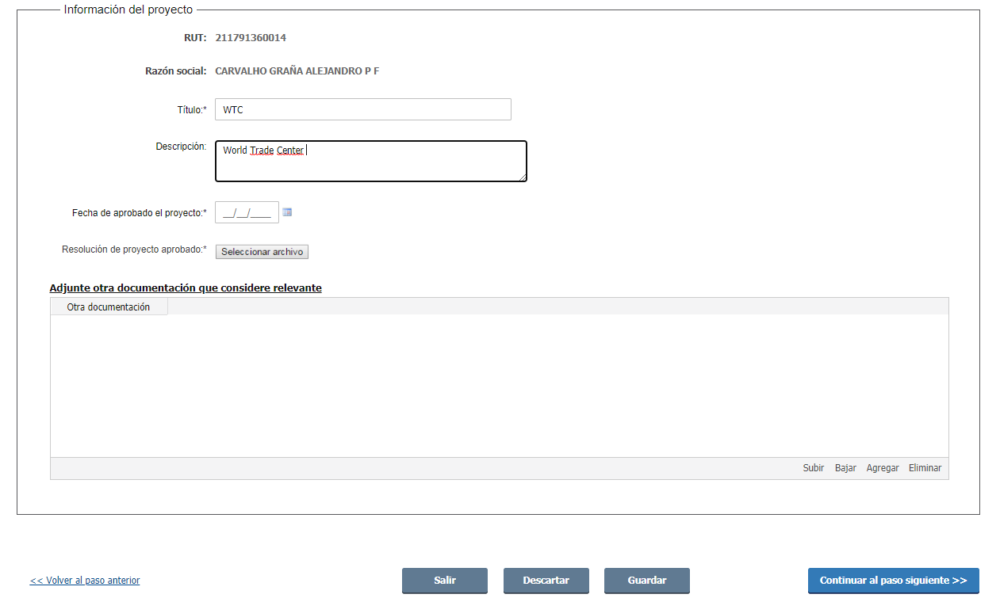 Información del proyecto
RUT: 211791360014
Razón social: CARVALHO GRAÑA ALEJANDRO P F
Título:* WTC
Descripción: World Trade Center
Fecha de aprobado el proyecto:* __/__/____
Resolución de proyecto aprobado:* Seleccionar archivo
Adjunte otra documentación que considere relevante
Otra documentación
Subir Bajar Agregar Eliminar
<< Volver al paso anterior Salir Descartar Guardar Continuar al paso siguiente >>